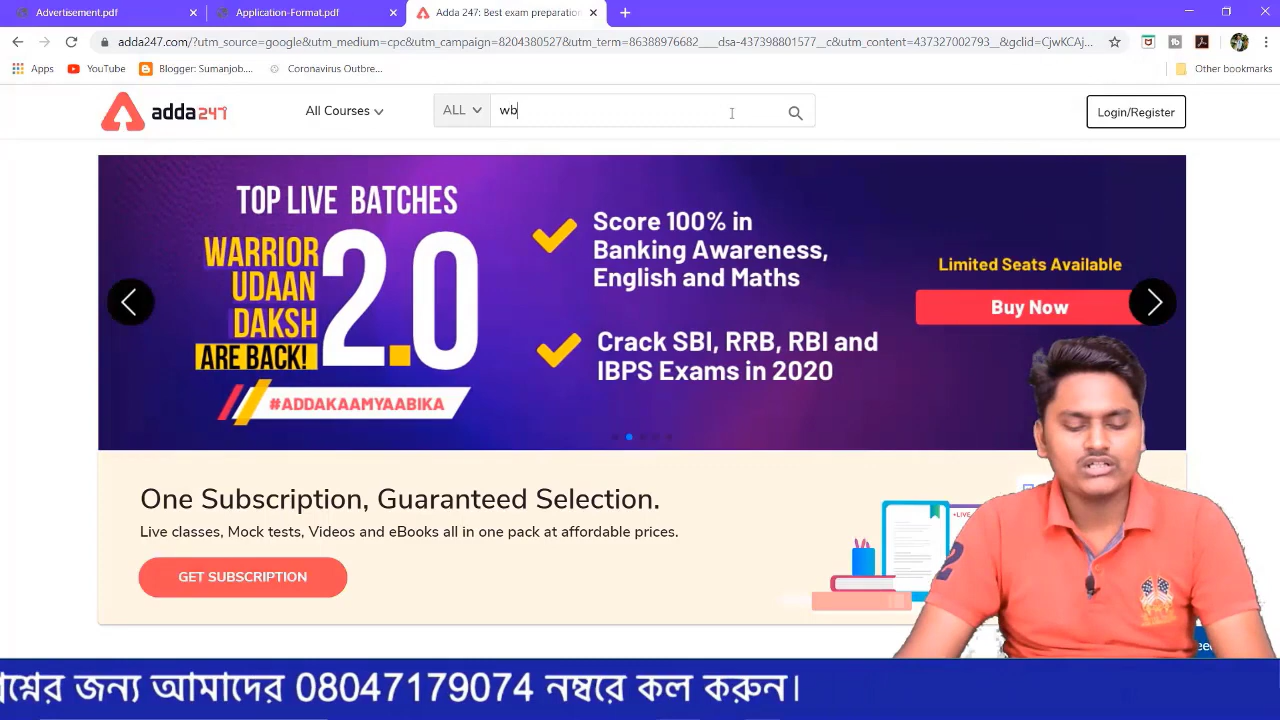 Advertisement.pdf
Application-Format.pdf
Adda 247: Best exam preparation
adda247.com/?utm_source=google&utm_medium=cpc&utm_campaign=8204380527&utm_term=86388976682___dsa-437398801577__c&utm_content=437327002793__&gclid=CjwKCAj...
Apps
YouTube
Blogger: Sumanjob....
Coronavirus Outbre...
Other bookmarks
adda247
All Courses
ALL
wb
Login/Register
TOP LIVE BATCHES
WARRIOR
UDAAN
DAKSH
ARE BACK!
2.0
#ADDAKAAMYAABIKA
Score 100% in
Banking Awareness,
English and Maths
Crack SBI, RRB, RBI and
IBPS Exams in 2020
Limited Seats Available
Buy Now
One Subscription, Guaranteed Selection.
Live classes, Mock tests, Videos and eBooks all in one pack at affordable prices.
GET SUBSCRIPTION
জন্য আমাদের 08047179074 নম্বরে কল করুন।